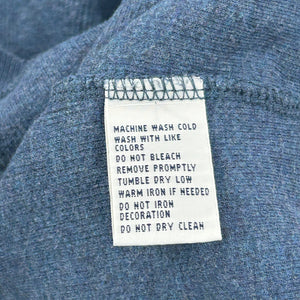 MACHINE WASH COLD
WASH WITH LIKE
COLORS
DO NOT BLEACH
REMOVE PROMPTLY
TUMBLE DRY LOW
WARM IRON IF NEEDED
DO NOT IRON
DECORATION
DO NOT DRY CLEAN